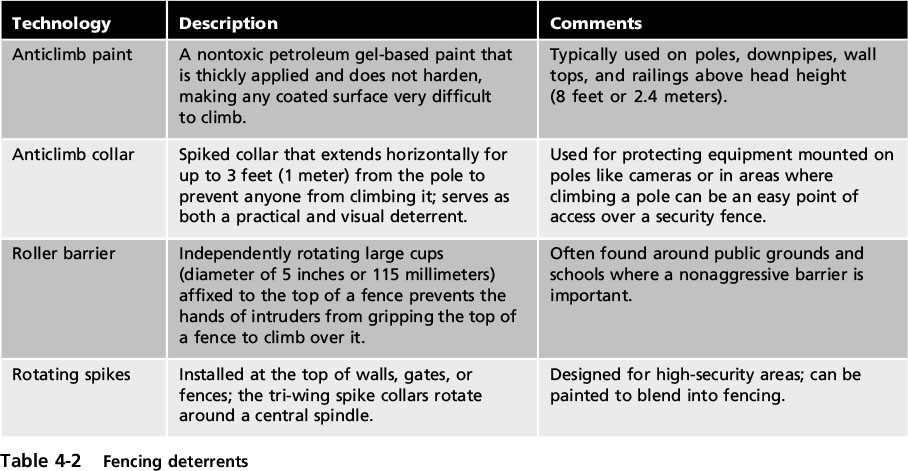 Technology Description Comments
Anticlimb paint
A nontoxic petroleum gel-based paint that
is thickly applied and does not harden,
making any coated surface very difficult
to climb.
Typically used on poles, downpipes, wall
tops, and railings above head height
(8 feet or 2.4 meters).
Anticlimb collar
Spiked collar that extends horizontally for
up to 3 feet (1 meter) from the pole to
prevent anyone from climbing it; serves as
both a practical and visual deterrent.
Used for protecting equipment mounted on
poles like cameras or in areas where
climbing a pole can be an easy point of
access over a security fence.
Roller barrier
Independently rotating large cups
(diameter of 5 inches or 115 millimeters)
affixed to the top of a fence prevents the
hands of intruders from gripping the top of
a fence to climb over it.
Often found around public grounds and
schools where a nonaggressive barrier is
important.
Rotating spikes
Installed at the top of walls, gates, or
fences; the tri-wing spike collars rotate
around a central spindle.
Designed for high-security areas; can be
painted to blend into fencing.
Table 4-2 Fencing deterrents